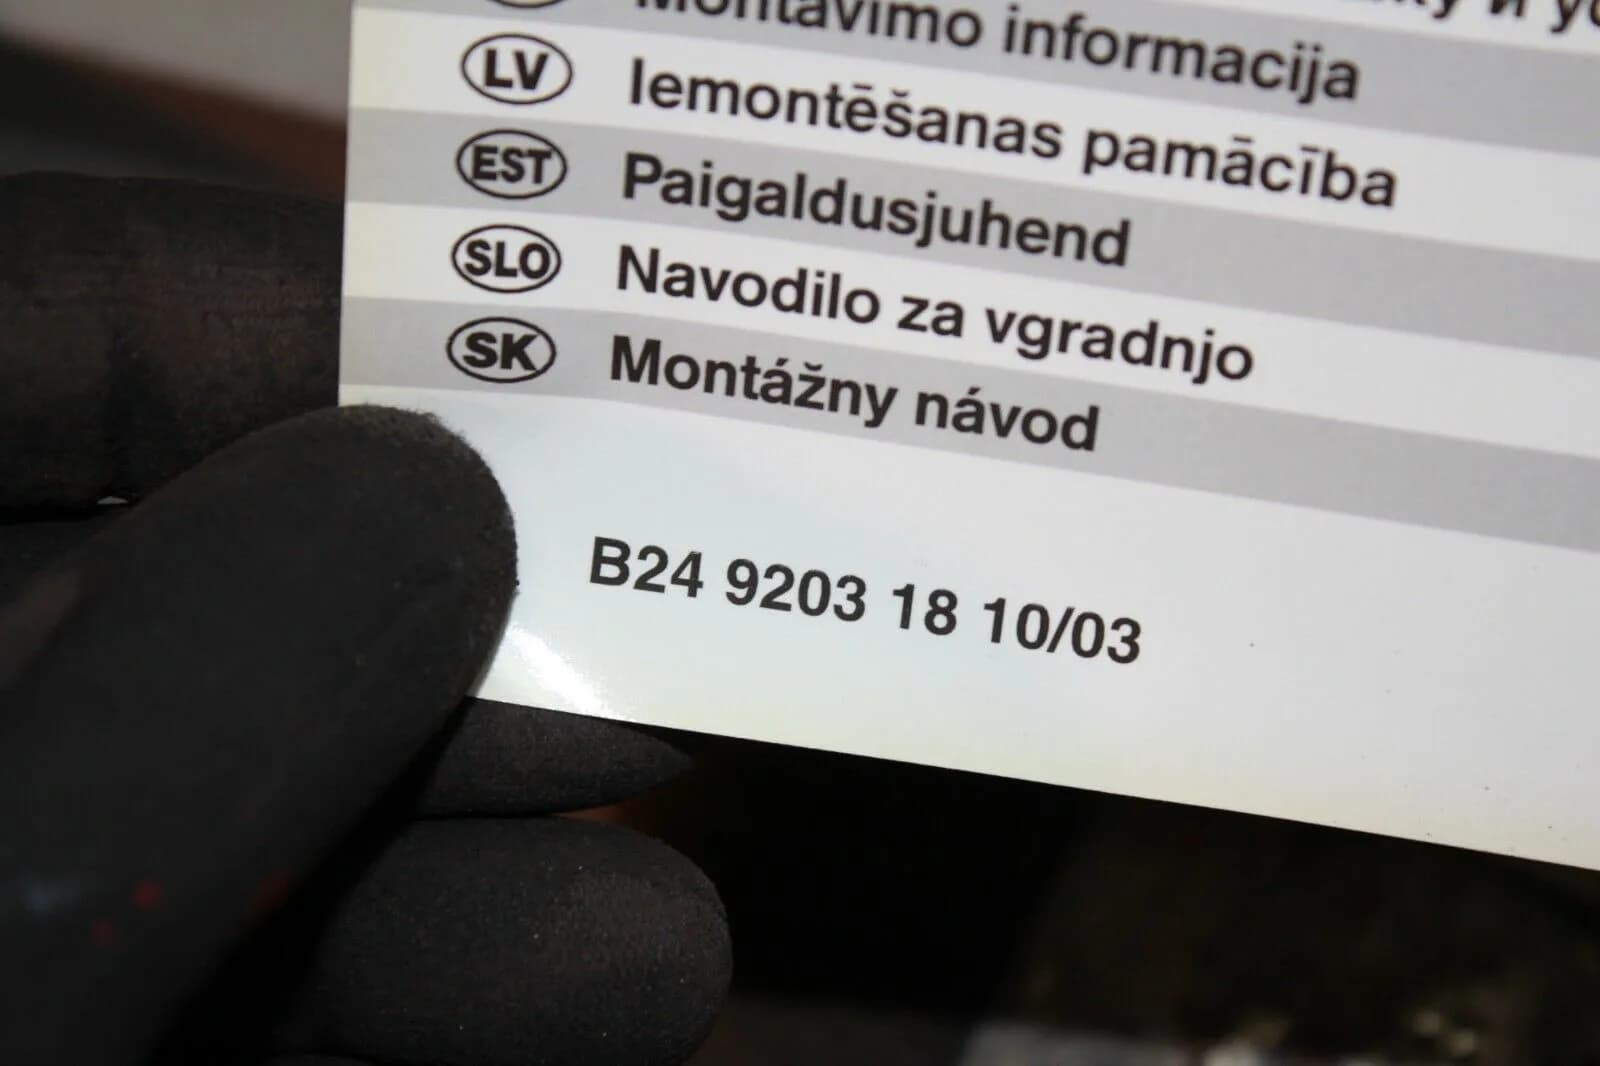 Montavimo informacija
LV Iemontēšanas pamācība
EST Paigaldusjuhend
SLO Navodilo za vgradnjo
SK Montážny návod
B24 9203 18 10/03